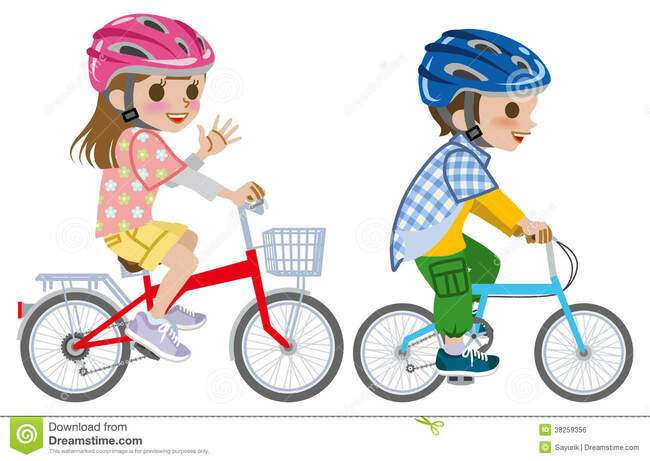 Download from
Dreamstime.com
This watermarked comp image is for previewing purposes only.
38259356
Sayurik | Dreamstime.com